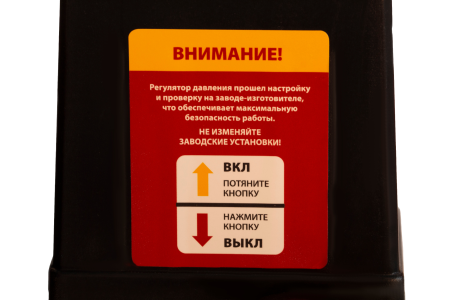 ВНИМАНИЕ!
Регулятор давления прошел настройку
и проверку на заводе-изготовителе,
что обеспечивает максимальную
безопасность работы.
НЕ ИЗМЕНЯЙТЕ
ЗАВОДСКИЕ УСТАНОВКИ!
ВКЛ
ПОТЯНИТЕ
КНОПКУ
НАЖМИТЕ
КНОПКУ
ВЫКЛ